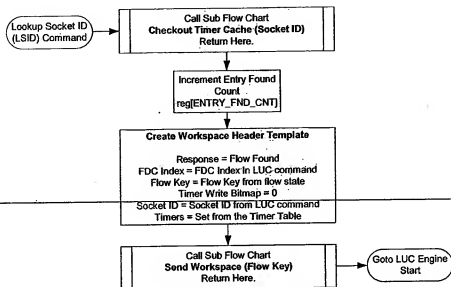 Lookup Socket ID
(LSID) Command
Call Sub Flow Chart
Checkout Timer Cache (Socket ID)
Return Here.
Increment Entry Found
Count
reg[ENTRY_FND_CNT]
Create Workspace Header Template
Response = Flow Found
FDC Index = FDC Index in LUC command
Flow Key = Flow Key from flow state
Timer Write Bitmap = 0
Socket ID = Socket ID from LUC command
Timers = Set from the Timer Table
Call Sub Flow Chart
Send Workspace (Flow Key)
Return Here.
Goto LUC Engine
Start